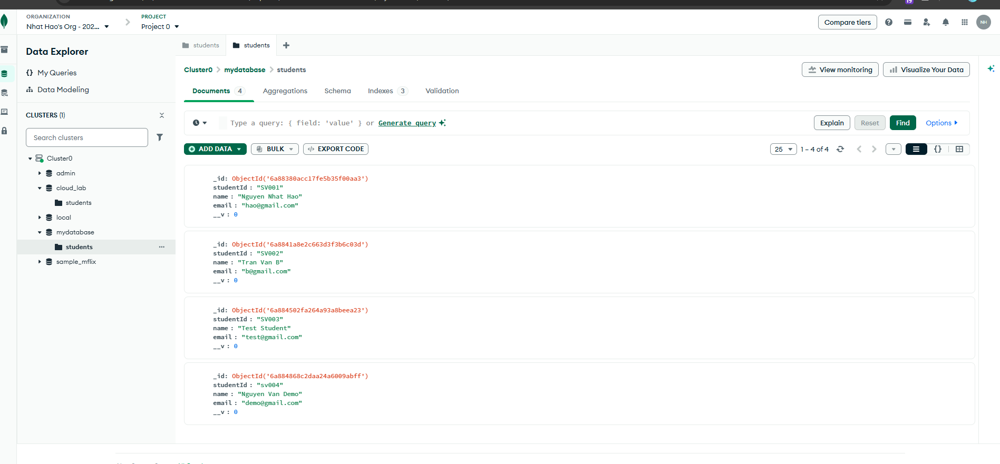 19
ORGANIZATION
Nhat Hao's Org - 202...
PROJECT
Project 0
Compare tiers
NH
Data Explorer
My Queries
Data Modeling
CLUSTERS (1)
Search clusters
Cluster0
admin
cloud_lab
students
local
mydatabase
students
sample_mflix
students
students
Cluster0 > mydatabase > students
View monitoring
Visualize Your Data
Documents 4
Aggregations
Schema
Indexes 3
Validation
Type a query: { field: 'value' } or Generate query
Explain
Reset
Find
Options
ADD DATA
BULK
EXPORT CODE
25
1 – 4 of 4
{}
_id: ObjectId('6a88380acc17fe5b35f00aa3')
studentId : "SV001"
name : "Nguyen Nhat Hao"
email : "hao@gmail.com"
__v : 0
_id: ObjectId('6a8841a8e2c663d3f3b6c03d')
studentId : "SV002"
name : "Tran Van B"
email : "b@gmail.com"
__v : 0
_id: ObjectId('6a884502fa264a93a8beea23')
studentId : "SV003"
name : "Test Student"
email : "test@gmail.com"
__v : 0
_id: ObjectId('6a884868c2daa24a6009abff')
studentId : "sv004"
name : "Nguyen Van Demo"
email : "demo@gmail.com"
__v : 0